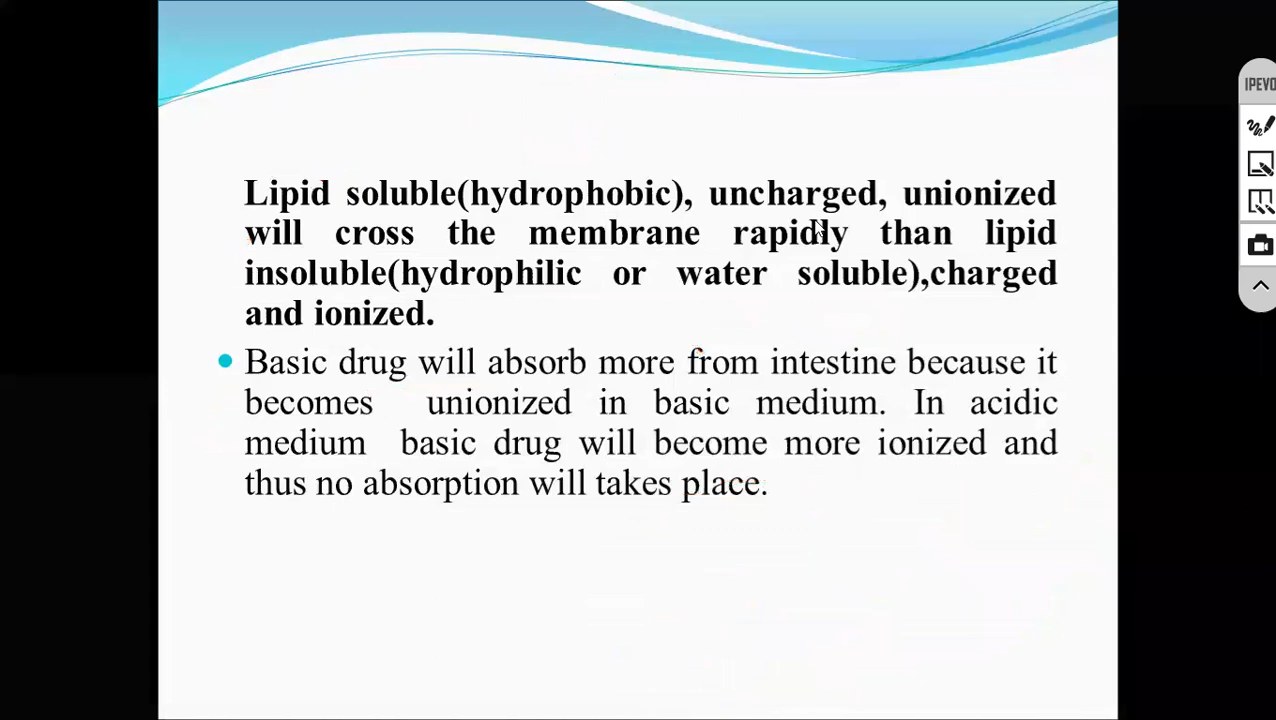 IPEVO
Lipid soluble(hydrophobic), uncharged, unionized
will cross the membrane rapidly than lipid
insoluble(hydrophilic or water soluble),charged
and ionized.
Basic drug will absorb more from intestine because it
becomes unionized in basic medium. In acidic
medium basic drug will become more ionized and
thus no absorption will takes place.